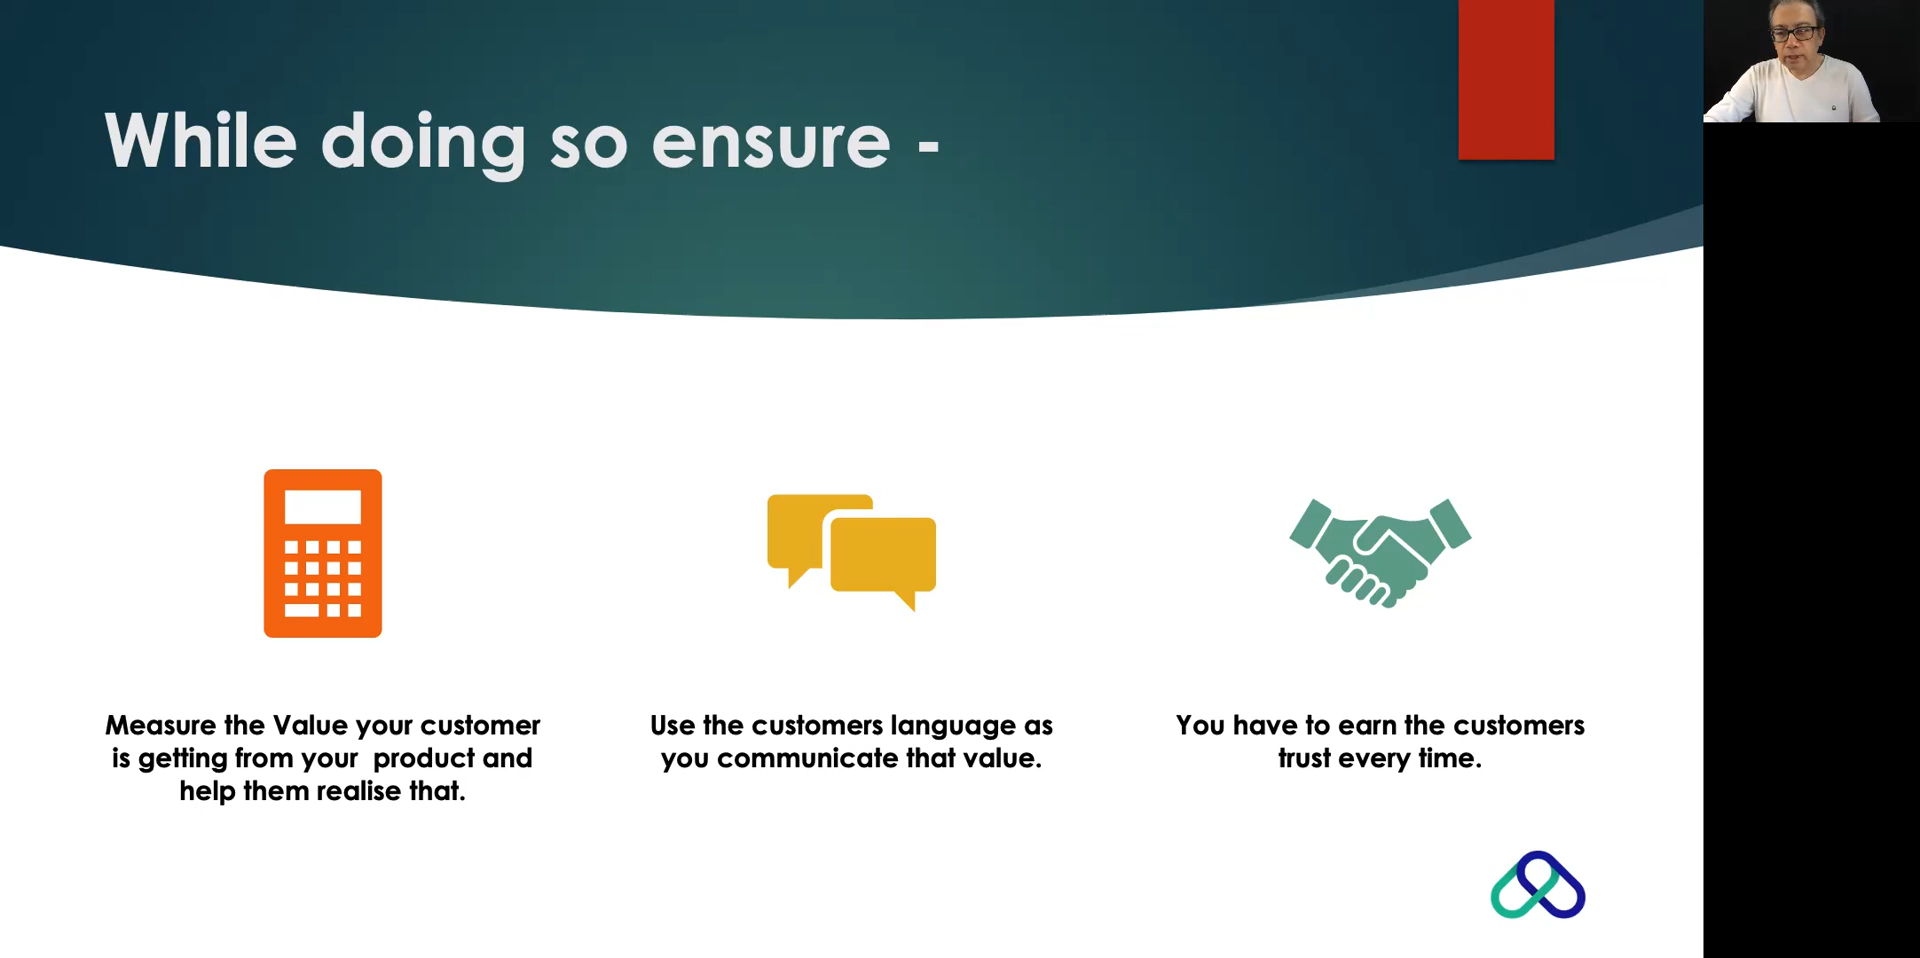 While doing so ensure -
Measure the Value your customer
is getting from your  product and
help them realise that.
Use the customers language as
you communicate that value.
You have to earn the customers
trust every time.